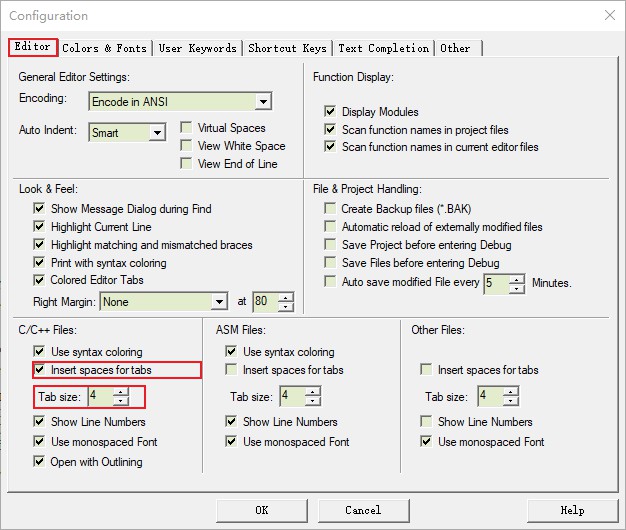 Configuration
Editor Colors & Fonts User Keywords Shortcut Keys Text Completion Other
General Editor Settings:
Encoding: Encode in ANSI
Auto Indent: Smart
Virtual Spaces
View White Space
View End of Line
Function Display:
Display Modules
Scan function names in project files
Scan function names in current editor files
Look & Feel:
Show Message Dialog during Find
Highlight Current Line
Highlight matching and mismatched braces
Print with syntax coloring
Colored Editor Tabs
Right Margin: None at 80
File & Project Handling:
Create Backup files (*.BAK)
Automatic reload of externally modified files
Save Project before entering Debug
Save Files before entering Debug
Auto save modified File every 5 Minutes.
C/C++ Files:
Use syntax coloring
Insert spaces for tabs
Tab size: 4
Show Line Numbers
Use monospaced Font
Open with Outlining
ASM Files:
Use syntax coloring
Insert spaces for tabs
Tab size: 4
Show Line Numbers
Use monospaced Font
Other Files:
Insert spaces for tabs
Tab size: 4
Show Line Numbers
Use monospaced Font
OK Cancel Help